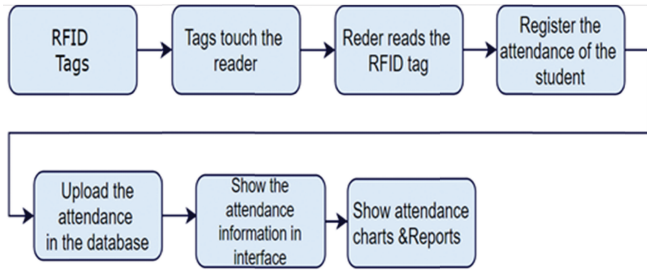 RFID
Tags
Tags touch the
reader
Reder reads the
RFID tag
Register the
attendance of the
student
Upload the
attendance
in the database
Show the
attendance
information in
interface
Show attendance
charts &Reports